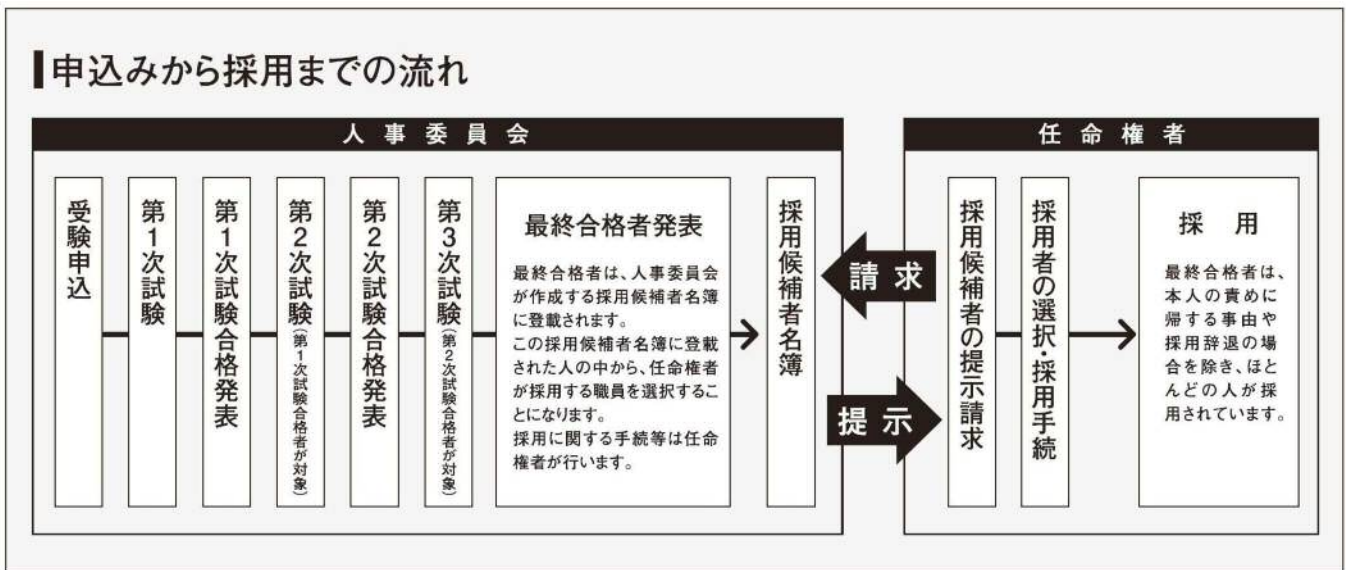 申込みから採用までの流れ
人事委員会
受験申込
第1次試験
第1次試験合格発表
第2次試験(第1次試験合格者が対象)
第2次試験合格発表
第3次試験(第2次試験合格者が対象)
最終合格者発表
最終合格者は、人事委員会
が作成する採用候補者名簿
に登載されます。
この採用候補者名簿に登載
された人の中から、任命権者
が採用する職員を選択するこ
とになります。
採用に関する手続等は任命
権者が行います。
採用候補者名簿
請求
提示
任命権者
採用候補者の提示請求
採用者の選択・採用手続
採用
最終合格者は、
本人の責めに
帰する事由や
採用辞退の場
合を除き、ほと
んどの人が採
用されています。